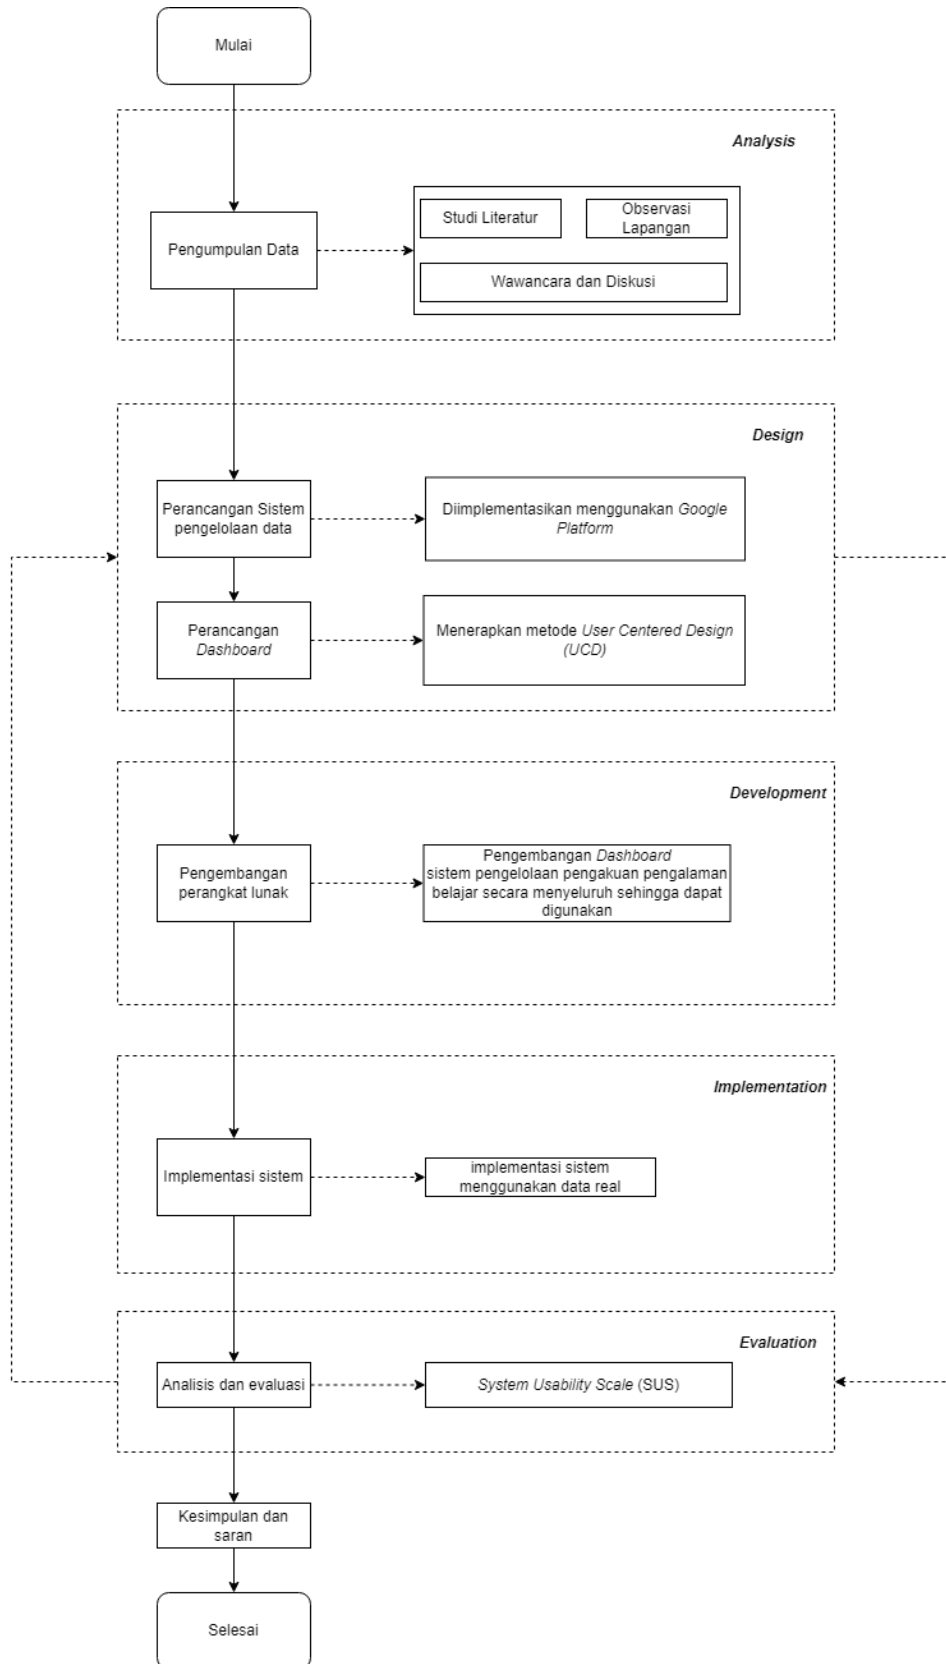 Mulai
Analysis
Pengumpulan Data
Studi Literatur
Observasi
Lapangan
Wawancara dan Diskusi
Design
Perancangan Sistem
pengelolaan data
Diimplementasikan menggunakan Google
Platform
Perancangan
Dashboard
Menerapkan metode User Centered Design
(UCD)
Development
Pengembangan
perangkat lunak
Pengembangan Dashboard
sistem pengelolaan pengakuan pengalaman
belajar secara menyeluruh sehingga dapat
digunakan
Implementation
Implementasi sistem
implementasi sistem
menggunakan data real
Evaluation
Analisis dan evaluasi
System Usability Scale (SUS)
Kesimpulan dan
saran
Selesai